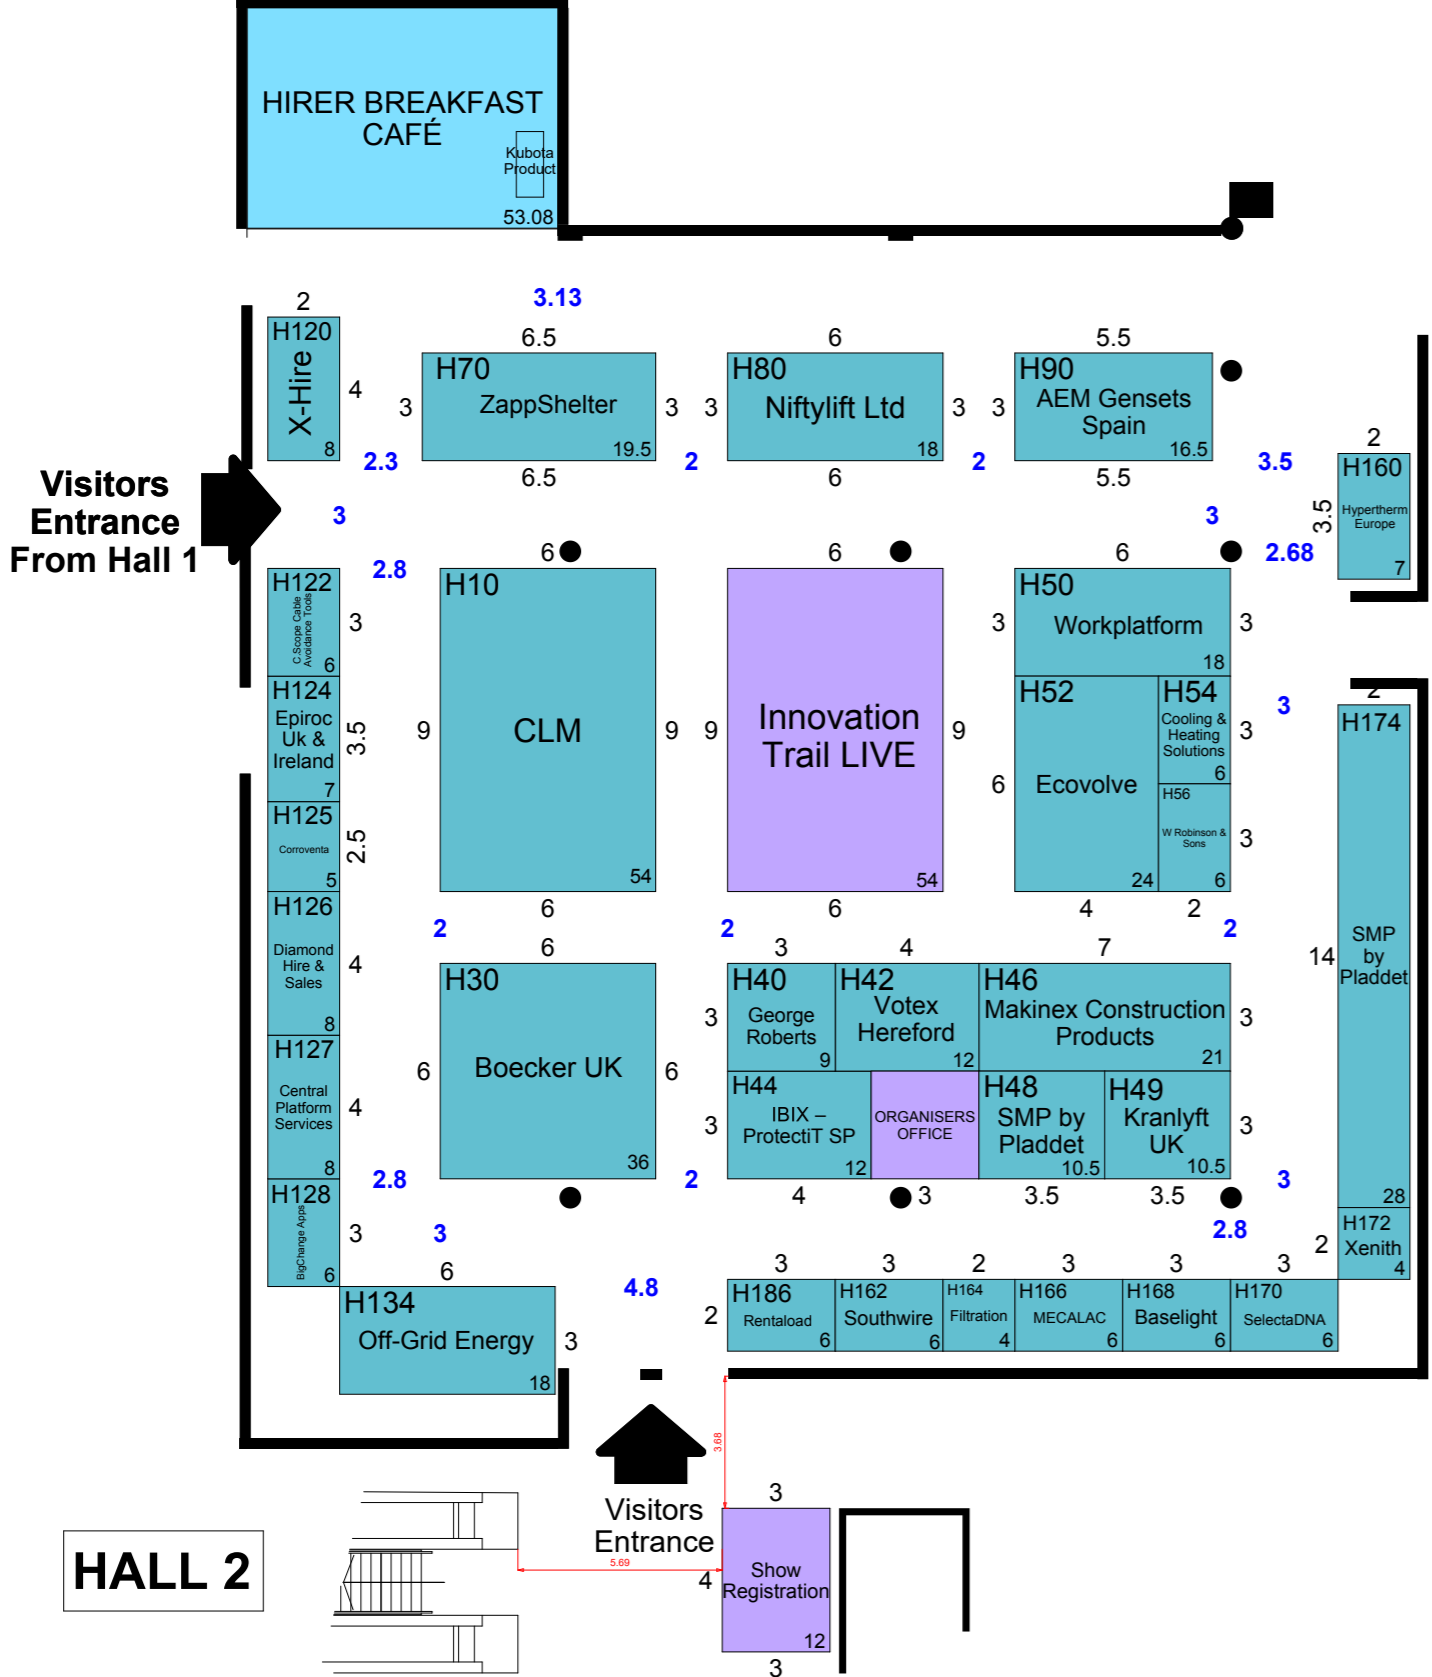 HIRER BREAKFAST
CAFÉ
Kubota
Product
53.08
3.13
2
H120
X-Hire
4
8
6.5
H70
ZappShelter
3
3
19.5
6.5
2.3
2
6
H80
Niftylift Ltd
3
3
18
6
2
5.5
H90
AEM Gensets
Spain
3
16.5
5.5
3.5
2
H160
Hypertherm
Europe
3.5
7
Visitors
Entrance
From Hall 1
3
3
2.68
2.8
H122
C.Scope Cable
Avoidance Tools
3
6
H124
Epiroc
Uk &
Ireland
3.5
7
H125
Corroventa
2.5
5
H126
Diamond
Hire &
Sales
4
8
H127
Central
Platform
Services
4
8
H128
BigChange Apps
3
6
6
H10
CLM
9
9
54
6
6
Innovation
Trail LIVE
9
9
54
6
6
H50
Workplatform
3
3
18
H52
Ecovolve
6
24
4
H54
Cooling &
Heating
Solutions
3
6
H56
W Robinson &
Sons
3
6
2
3
2
H174
SMP
by
Pladdet
14
28
H172
Xenith
2
4
2
2
2
6
H30
Boecker UK
6
6
36
3
H40
George
Roberts
3
9
4
H42
Votex
Hereford
12
7
H46
Makinex Construction
Products
3
21
H44
IBIX –
ProtectiT SP
3
12
4
ORGANISERS
OFFICE
3
H48
SMP by
Pladdet
10.5
3.5
H49
Kranlyft
UK
3
10.5
3.5
2.8
2
3
3
2.8
4.8
6
H134
Off-Grid Energy
3
18
3
H186
Rentaload
2
6
3
H162
Southwire
6
2
H164
Filtration
4
3
H166
MECALAC
6
3
H168
Baselight
6
3
H170
SelectaDNA
6
3.68
Visitors
Entrance
5.69
3
Show
Registration
4
12
3
HALL 2